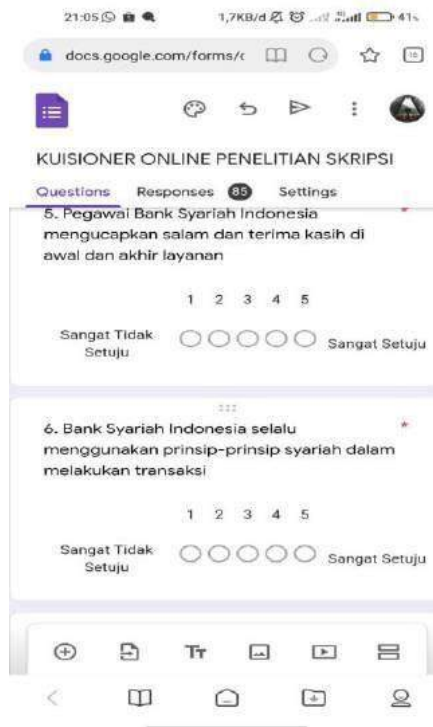 21:05 1,7KB/d 41%
docs.google.com/forms/c 16
KUISIONER ONLINE PENELITIAN SKRIPSI
Questions Responses 85 Settings
5. Pegawai Bank Syariah Indonesia *
mengucapkan salam dan terima kasih di
awal dan akhir layanan
1 2 3 4 5
Sangat Tidak
Setuju
Sangat Setuju
6. Bank Syariah Indonesia selalu *
menggunakan prinsip-prinsip syariah dalam
melakukan transaksi
1 2 3 4 5
Sangat Tidak
Setuju
Sangat Setuju
Tт